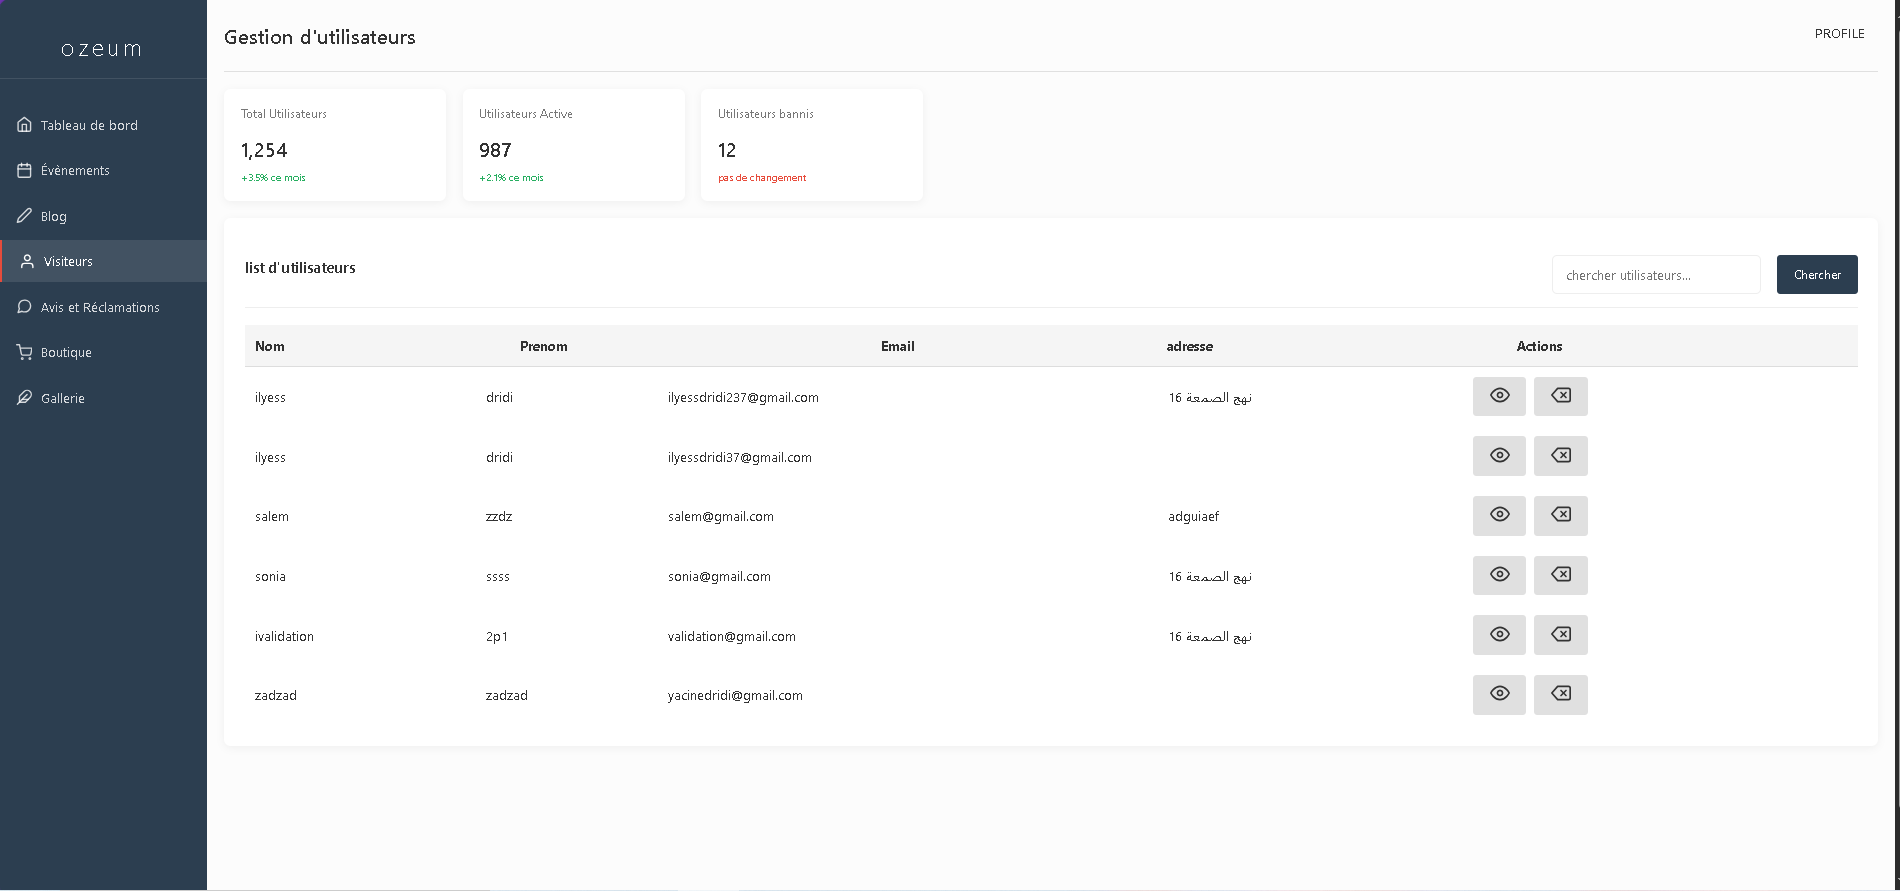 ozeum
Tableau de bord
Évènements
Blog
Visiteurs
Avis et Réclamations
Boutique
Gallerie
Gestion d'utilisateurs
PROFILE
Total Utilisateurs
1,254
+3.5% ce mois
Utilisateurs Active
987
+2.1% ce mois
Utilisateurs bannis
12
pas de changement
list d'utilisateurs
chercher utilisateurs...
Chercher
Nom Prenom Email adresse Actions
ilyess dridi ilyessdridi237@gmail.com نهج الصمعة 16
ilyess dridi ilyessdridi37@gmail.com
salem zzdz salem@gmail.com adguiaef
sonia ssss sonia@gmail.com نهج الصمعة 16
ivalidation 2p1 validation@gmail.com نهج الصمعة 16
zadzad zadzad yacinedridi@gmail.com